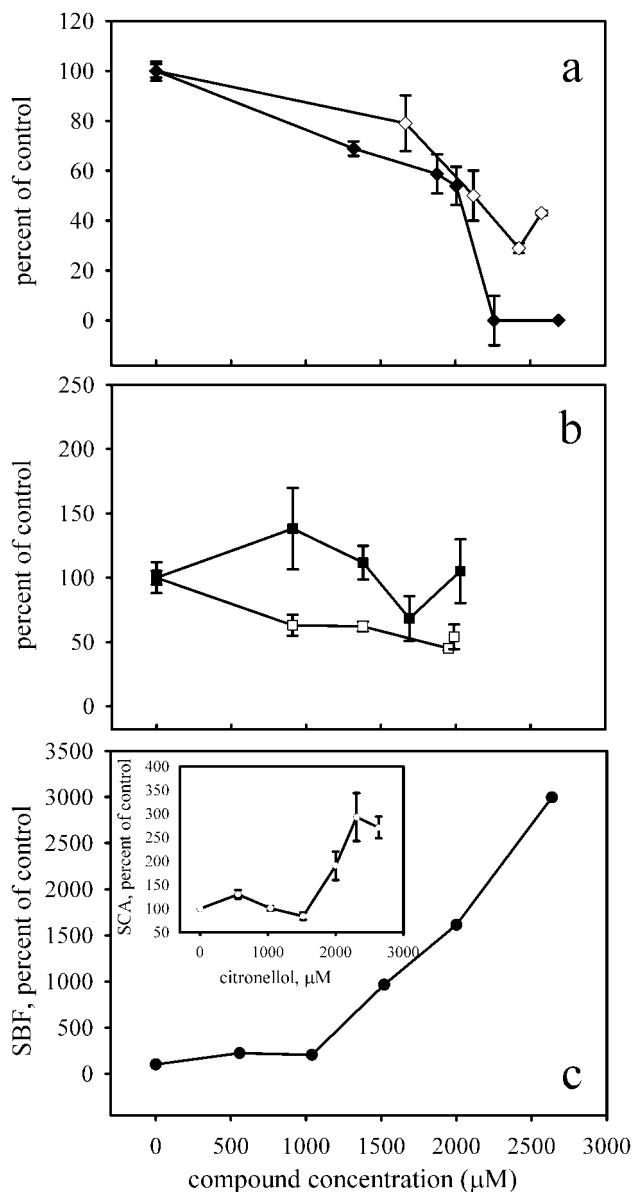 120
100
80
60
40
20
0
percent of control
a
250
200
150
100
50
0
percent of control
b
3500
3000
2500
2000
1500
1000
500
0
SBF, percent of control
400
350
300
250
200
150
100
50
SCA, percent of control
0 1000 2000 3000
citronellol, μM
c
0 500 1000 1500 2000 2500 3000
compound concentration (μM)